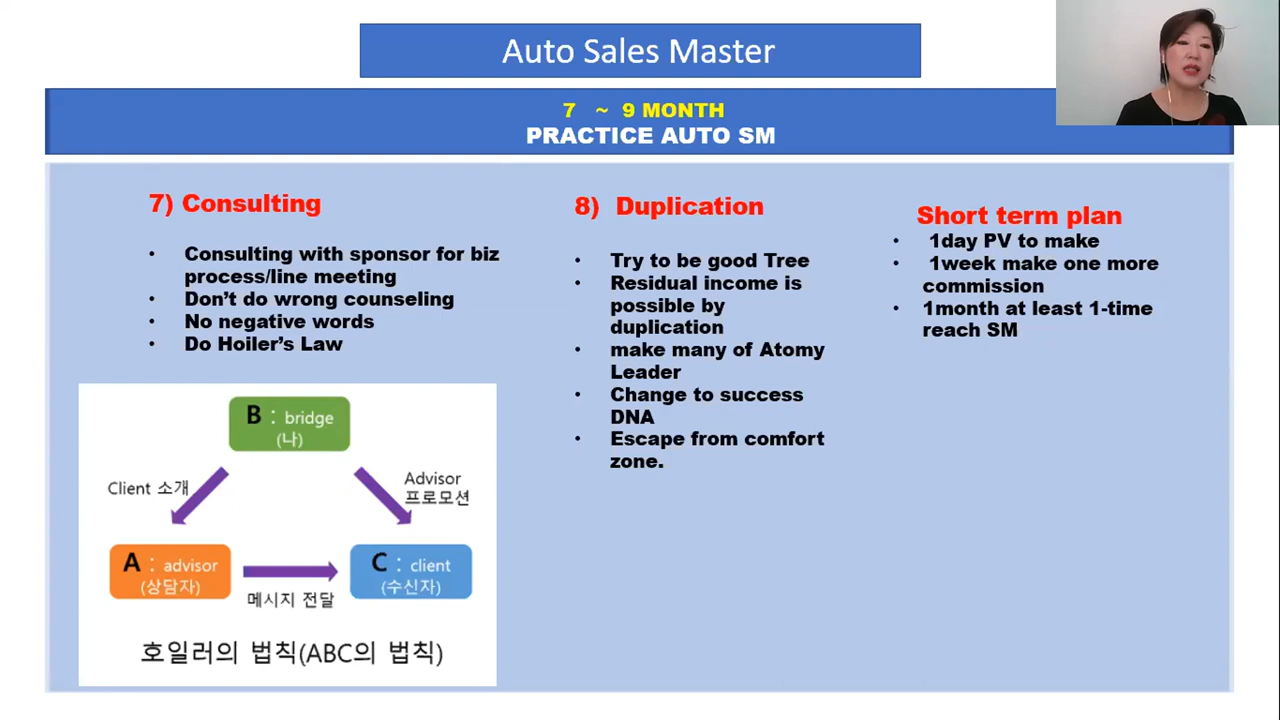 Auto Sales Master
7 ~ 9 MONTH
PRACTICE AUTO SM
7) Consulting
• Consulting with sponsor for biz
process/line meeting
• Don’t do wrong counseling
• No negative words
• Do Hoiler’s Law
B : bridge
(나)
Client 소개
Advisor
프로모션
A : advisor
(상담자)
C : client
(수신자)
메시지 전달
호일러의 법칙(ABC의 법칙)
8) Duplication
• Try to be good Tree
• Residual income is
possible by
duplication
• make many of Atomy
Leader
• Change to success
DNA
• Escape from comfort
zone.
Short term plan
• 1day PV to make
• 1week make one more
commission
• 1month at least 1-time
reach SM